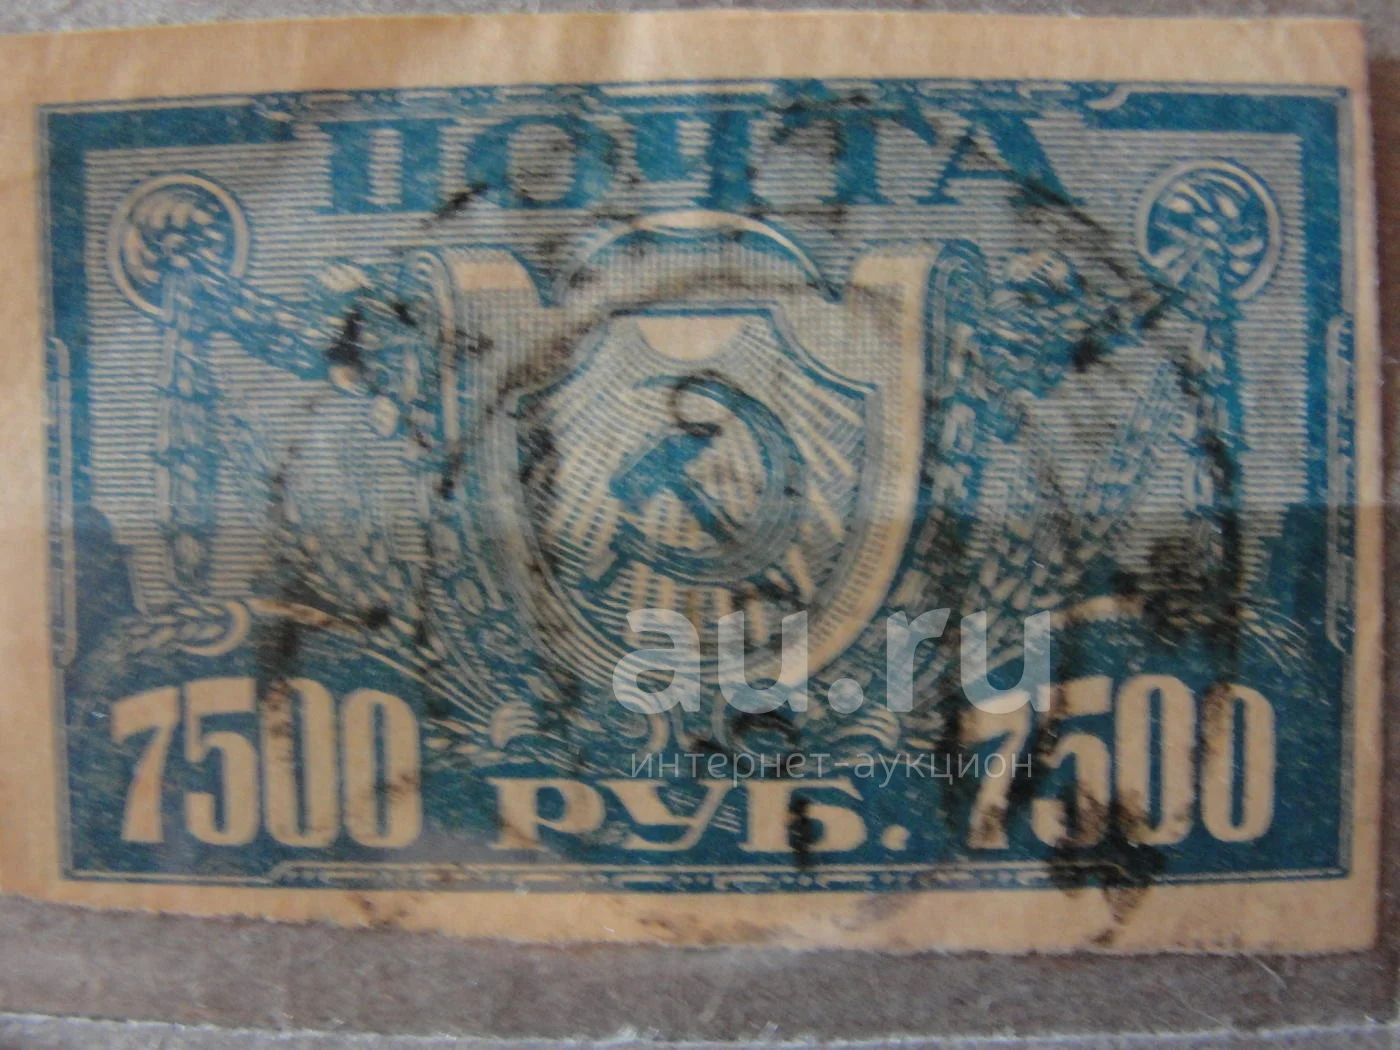 ПОЧТА
7500 РУБ. 7500
au.ru
интернет-аукцион